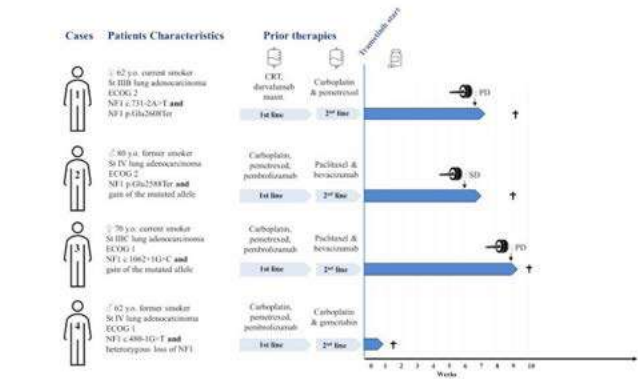 Cases Patients Characteristics Prior therapies Trametinib start
1
♀ 62 y.o. current smoker
St IIIB lung adenocarcinoma
ECOG 2
NF1 c.731-2A>T and
NF1 p.Glu2608Ter
CRT,
durvalumab
maint
Carboplatin
& pemetrexed
1st line
2nd line
PD
✝
2
♂ 80 y.o. former smoker
St IV lung adenocarcinoma
ECOG 2
NF1 p.Glu2588Ter and
gain of the mutated allele
Carboplatin,
pemetrexed,
pembrolizumab
Paclitaxel &
bevacizumab
1st line
2nd line
SD
✝
3
♀ 70 y.o. current smoker
St IIIC lung adenocarcinoma
ECOG 1
NF1 c.1062+1G>C and
gain of the mutated allele
Carboplatin,
pemetrexed,
pembrolizumab
Paclitaxel &
bevacizumab
1st line
2nd line
PD
✝
4
♂ 62 y.o. former smoker
St IV lung adenocarcinoma
ECOG 1
NF1 c.480-1G>T and
heterozygous loss of NF1
Carboplatin,
pemetrexed,
pembrolizumab
Carboplatin
& gemcitabin
1st line
2nd line
✝
0 1 2 3 4 5 6 7 8 9 10
Weeks